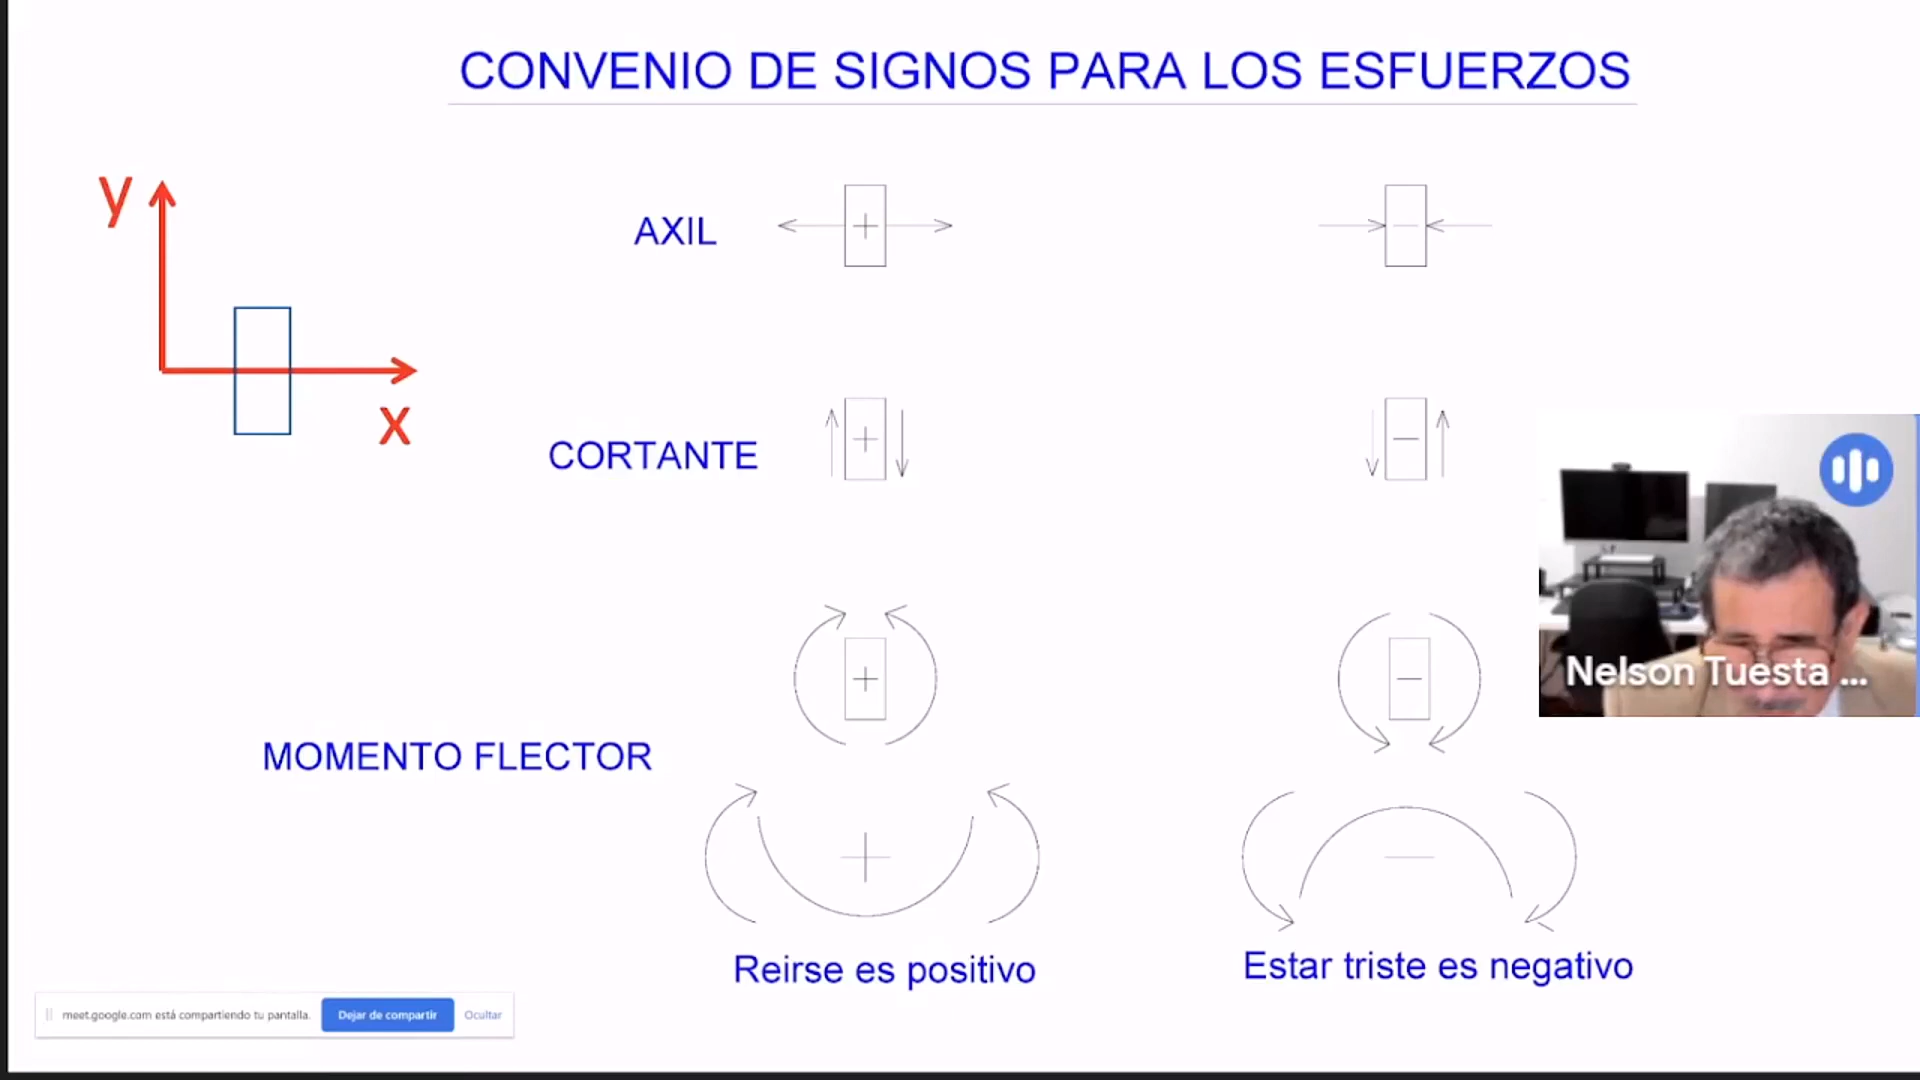 CONVENIO DE SIGNOS PARA LOS ESFUERZOS
y
x
AXIL
+
−
CORTANTE
+
−
MOMENTO FLECTOR
+
−
+
−
Reirse es positivo
Estar triste es negativo
Nelson Tuesta ...
meet.google.com está compartiendo tu pantalla.
Dejar de compartir
Ocultar